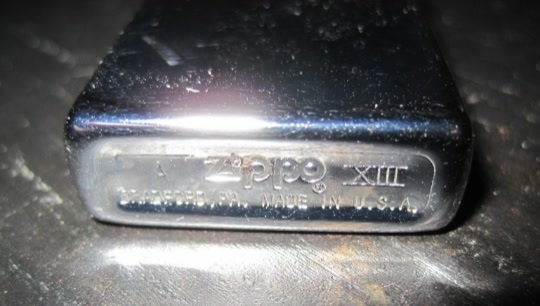 A Zippo® XIII
BRADFORD, PA. MADE IN U.S.A.